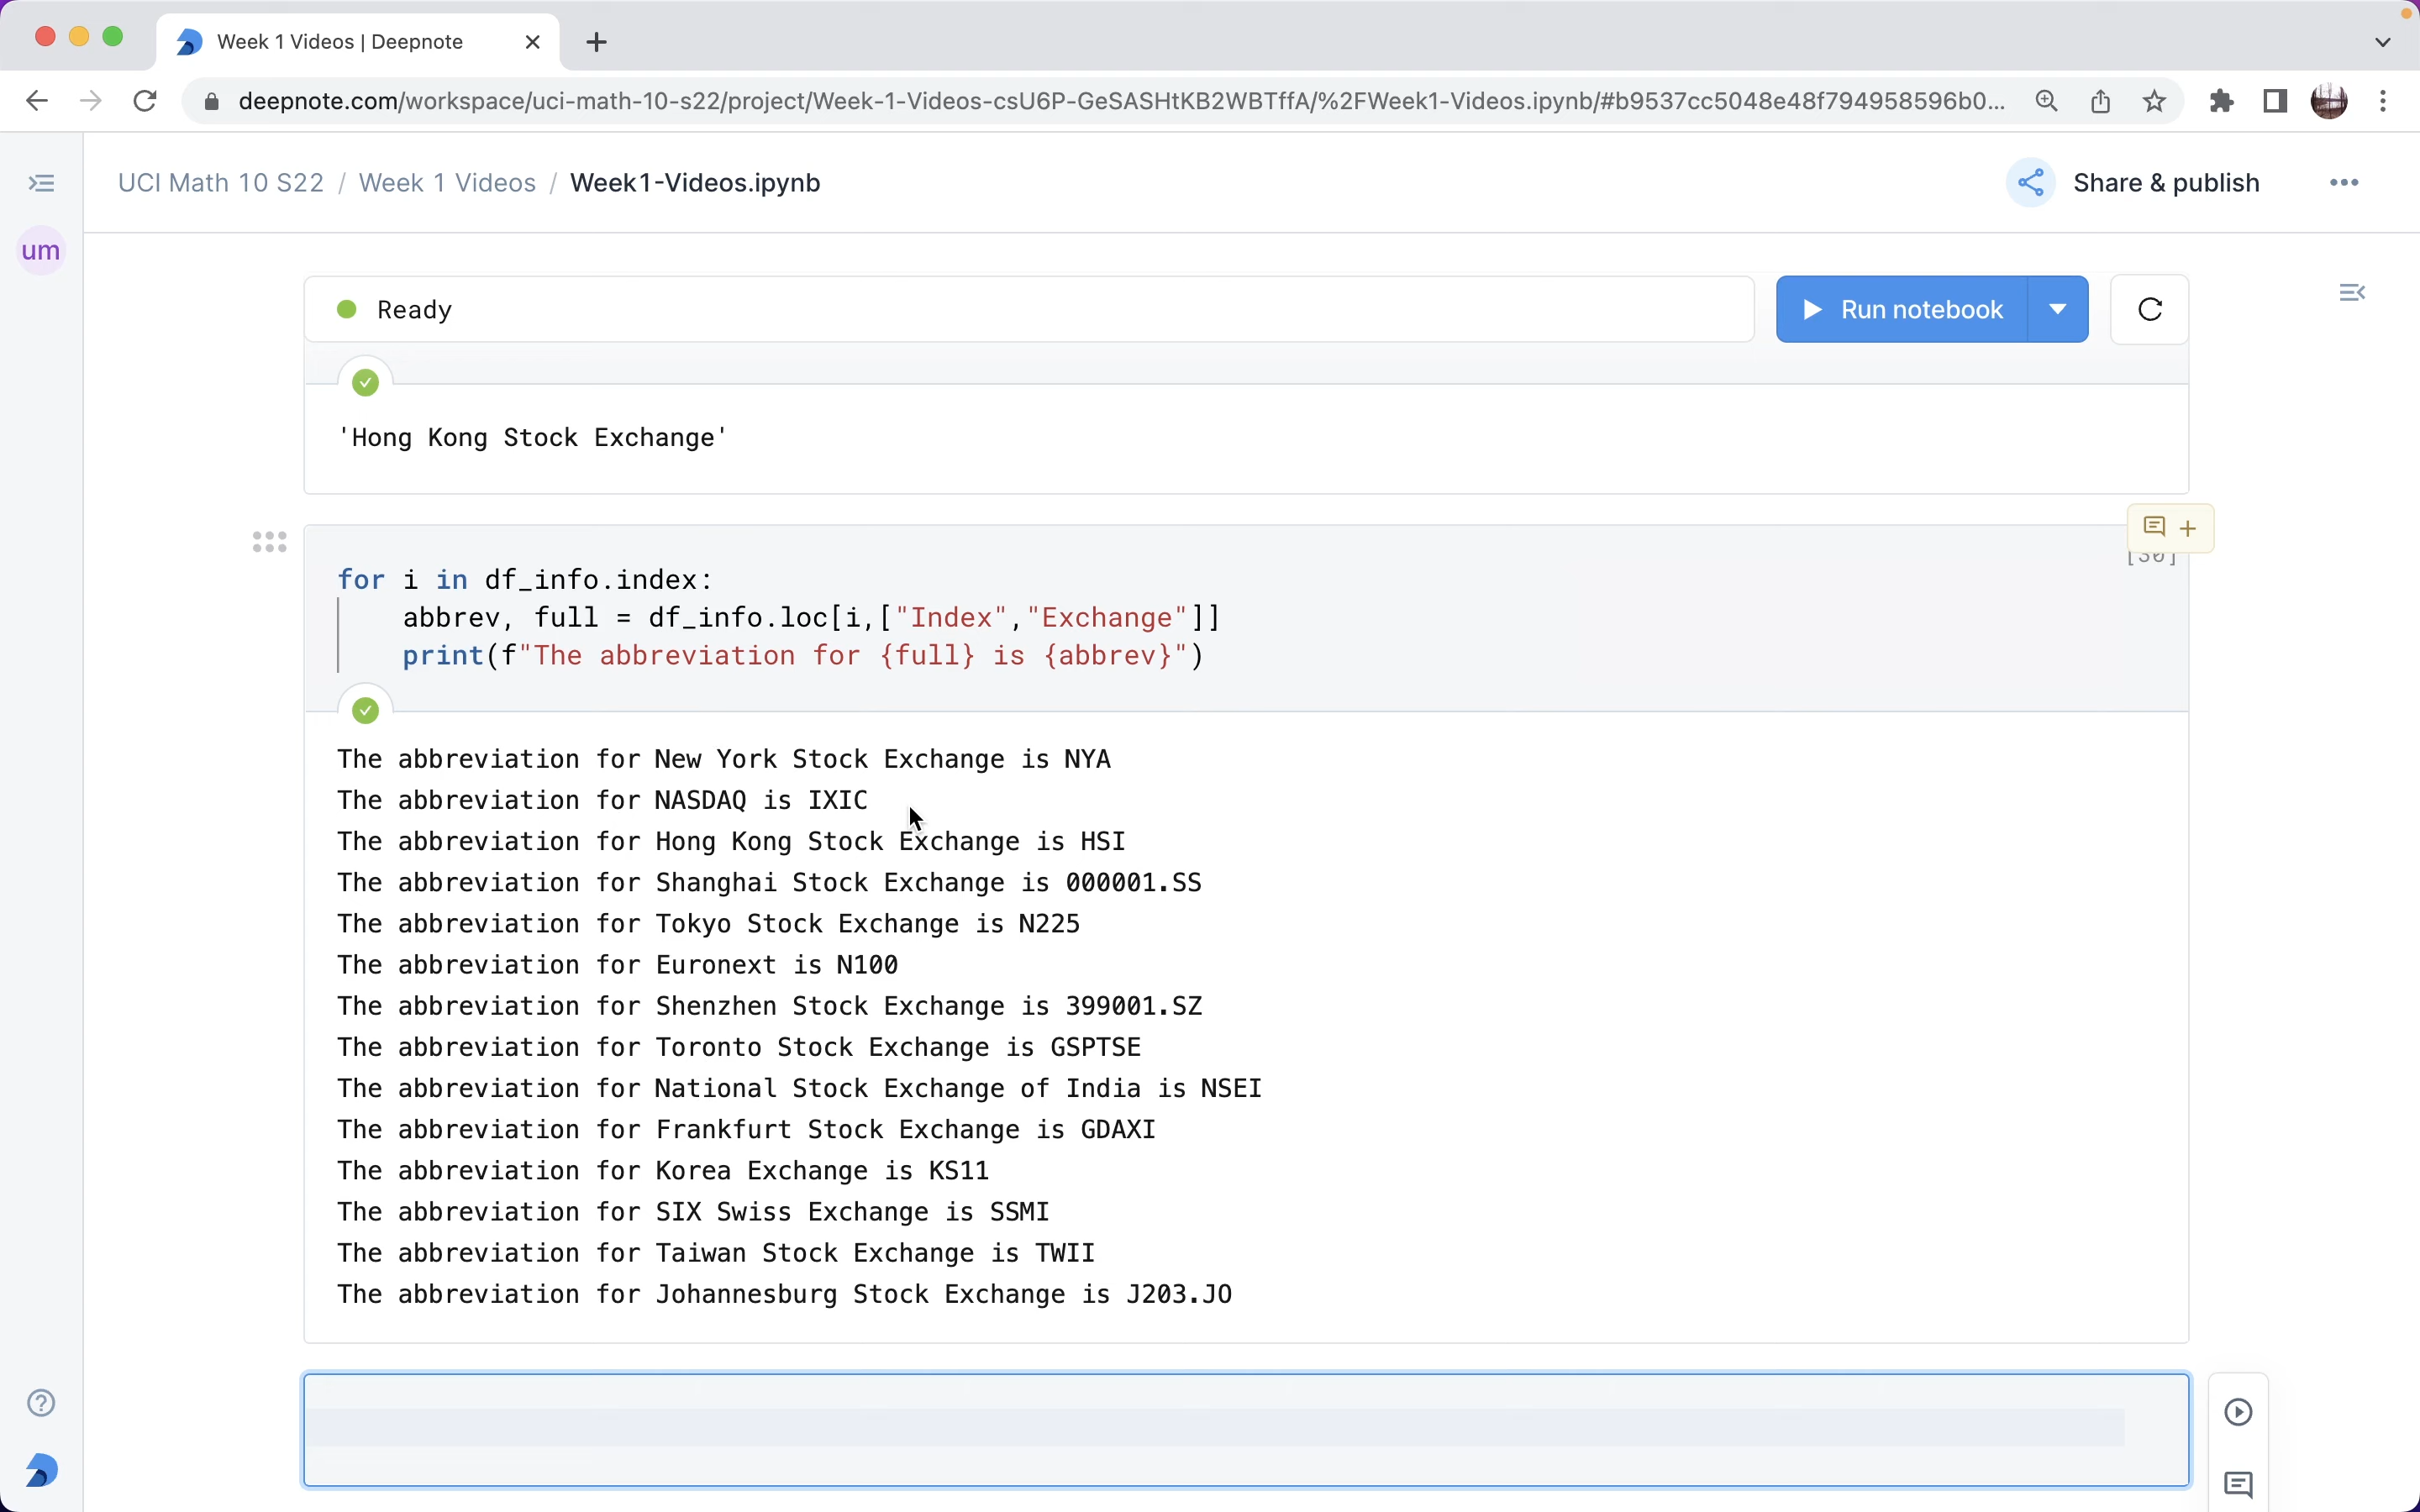 Week 1 Videos | Deepnote
deepnote.com/workspace/uci-math-10-s22/project/Week-1-Videos-csU6P-GeSASHtKB2WBTffA/%2FWeek1-Videos.ipynb/#b9537cc5048e48f794958596b0...
UCI Math 10 S22 / Week 1 Videos / Week1-Videos.ipynb
Share & publish
um
Ready
Run notebook
'Hong Kong Stock Exchange'
[30]
for i in df_info.index:
    abbrev, full = df_info.loc[i,["Index","Exchange"]]
    print(f"The abbreviation for {full} is {abbrev}")
The abbreviation for New York Stock Exchange is NYA
The abbreviation for NASDAQ is IXIC
The abbreviation for Hong Kong Stock Exchange is HSI
The abbreviation for Shanghai Stock Exchange is 000001.SS
The abbreviation for Tokyo Stock Exchange is N225
The abbreviation for Euronext is N100
The abbreviation for Shenzhen Stock Exchange is 399001.SZ
The abbreviation for Toronto Stock Exchange is GSPTSE
The abbreviation for National Stock Exchange of India is NSEI
The abbreviation for Frankfurt Stock Exchange is GDAXI
The abbreviation for Korea Exchange is KS11
The abbreviation for SIX Swiss Exchange is SSMI
The abbreviation for Taiwan Stock Exchange is TWII
The abbreviation for Johannesburg Stock Exchange is J203.JO